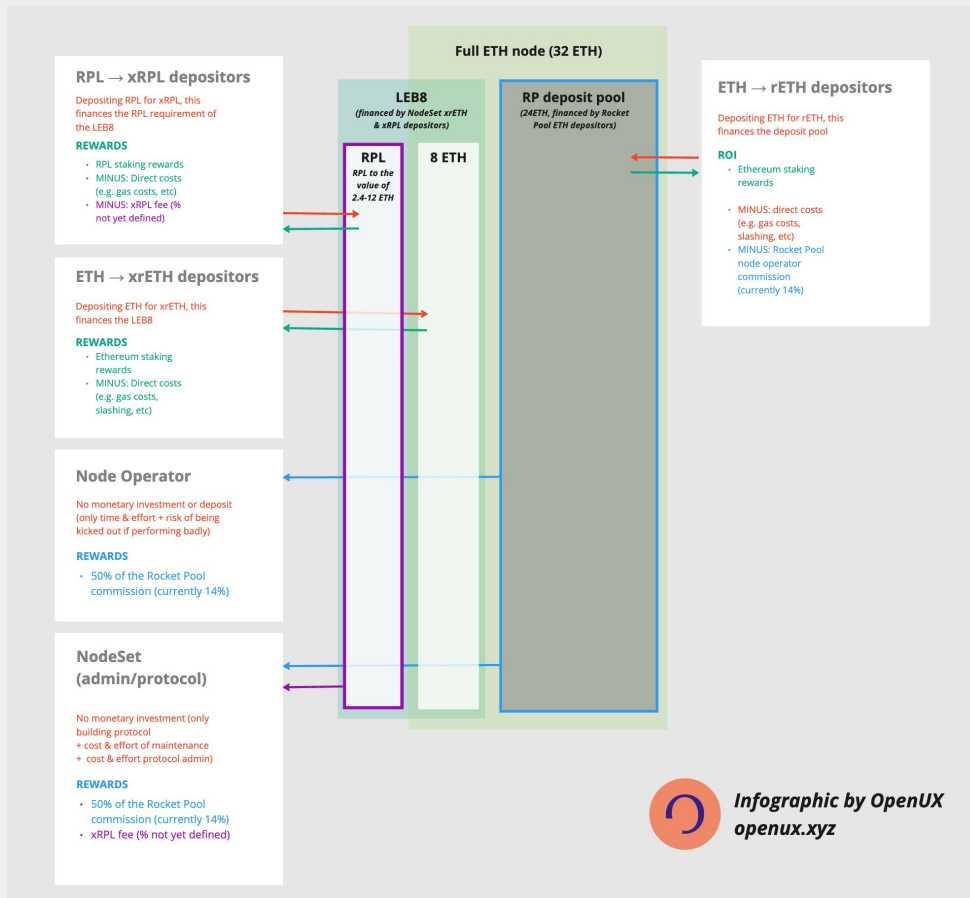 Full ETH node (32 ETH)
RPL → xRPL depositors
Depositing RPL for xRPL, this
finances the RPL requirement of
the LEB8
REWARDS
• RPL staking rewards
• MINUS: Direct costs
(e.g. gas costs, etc)
• MINUS: xRPL fee (%
not yet defined)
ETH → xrETH depositors
Depositing ETH for xrETH, this
finances the LEB8
REWARDS
• Ethereum staking
rewards
• MINUS: Direct costs
(e.g. gas costs,
slashing, etc)
Node Operator
No monetary investment or deposit
(only time & effort + risk of being
kicked out if performing badly)
REWARDS
• 50% of the Rocket Pool
commission (currently 14%)
NodeSet
(admin/protocol)
No monetary investment (only
building protocol
+ cost & effort of maintenance
+ cost & effort protocol admin)
REWARDS
• 50% of the Rocket Pool
commission (currently 14%)
• xRPL fee (% not yet defined)
LEB8
(financed by NodeSet xrETH
& xRPL depositors)
RPL
RPL to the
value of
2.4-12 ETH
8 ETH
RP deposit pool
(24ETH, financed by Rocket
Pool ETH depositors)
ETH → rETH depositors
Depositing ETH for rETH, this
finances the deposit pool
ROI
• Ethereum staking
rewards
• MINUS: direct costs
(e.g. gas costs,
slashing, etc)
• MINUS: Rocket Pool
node operator
commission
(currently 14%)
Infographic by OpenUX
openux.xyz